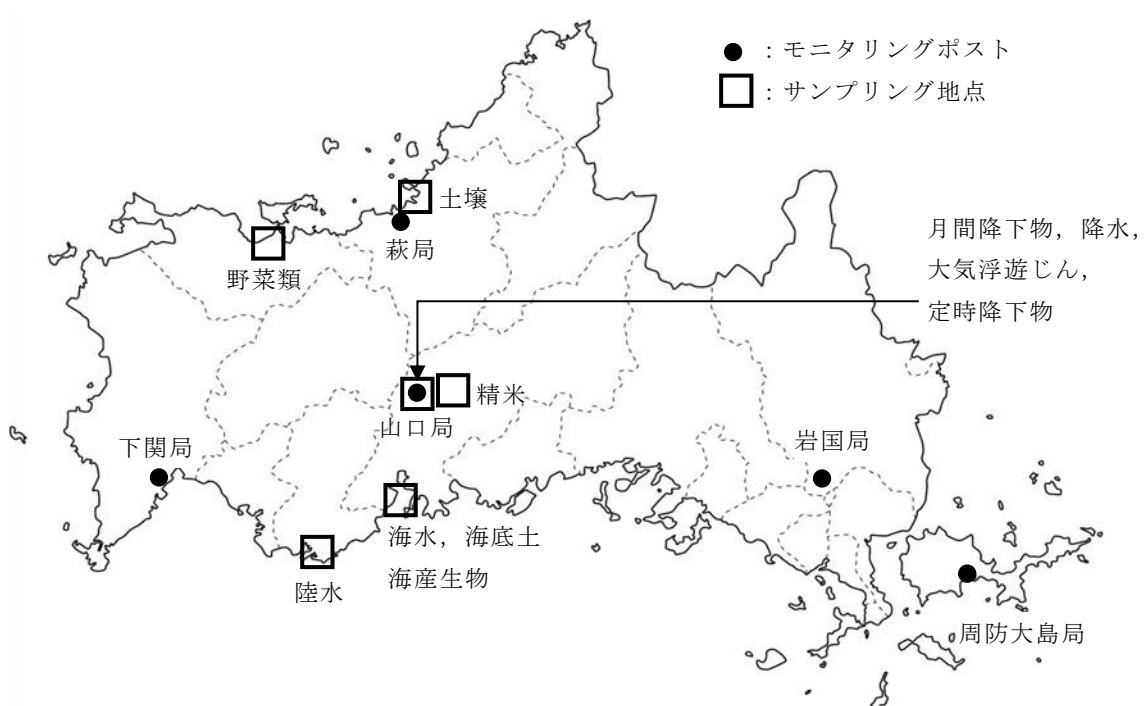 ：モニタリングポスト
：サンプリング地点
土壌
萩局
野菜類
月間降下物，降水，
大気浮遊じん，
定時降下物
精米
山口局
下関局
岩国局
海水，海底土
海産生物
陸水
周防大島局